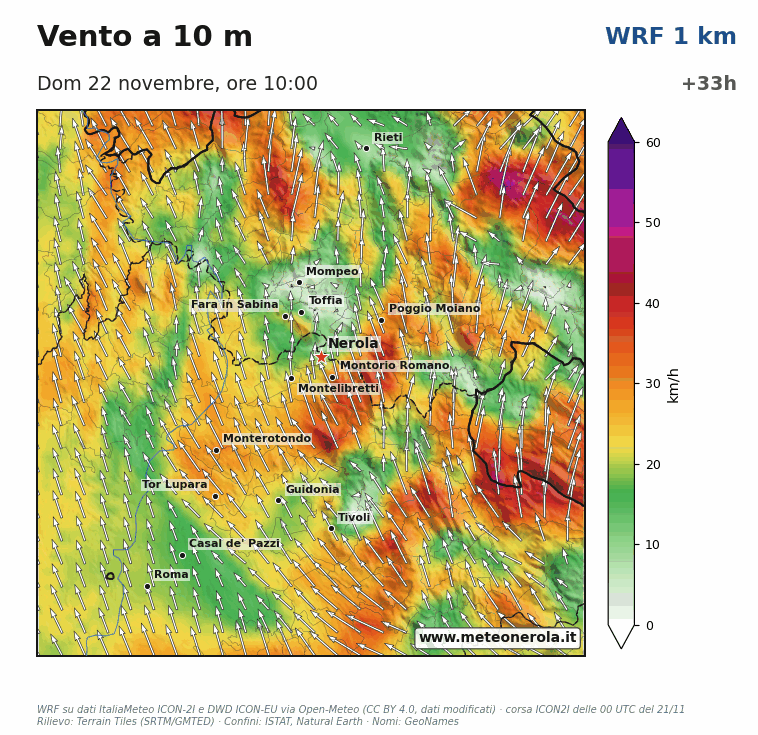 Vento a 10 m
WRF 1 km
Dom 22 novembre, ore 10:00
+33h
Rieti
Mompeo
Fara in Sabina
Toffia
Poggio Moiano
Nerola
Montorio Romano
Montelibretti
Monterotondo
Tor Lupara
Guidonia
Tivoli
Casal de' Pazzi
Roma
www.meteonerola.it
60
50
40
30
20
10
0
km/h
WRF su dati ItaliaMeteo ICON-2I e DWD ICON-EU via Open-Meteo (CC BY 4.0, dati modificati) · corsa ICON2I delle 00 UTC del 21/11
Rilievo: Terrain Tiles (SRTM/GMTED) · Confini: ISTAT, Natural Earth · Nomi: GeoNames